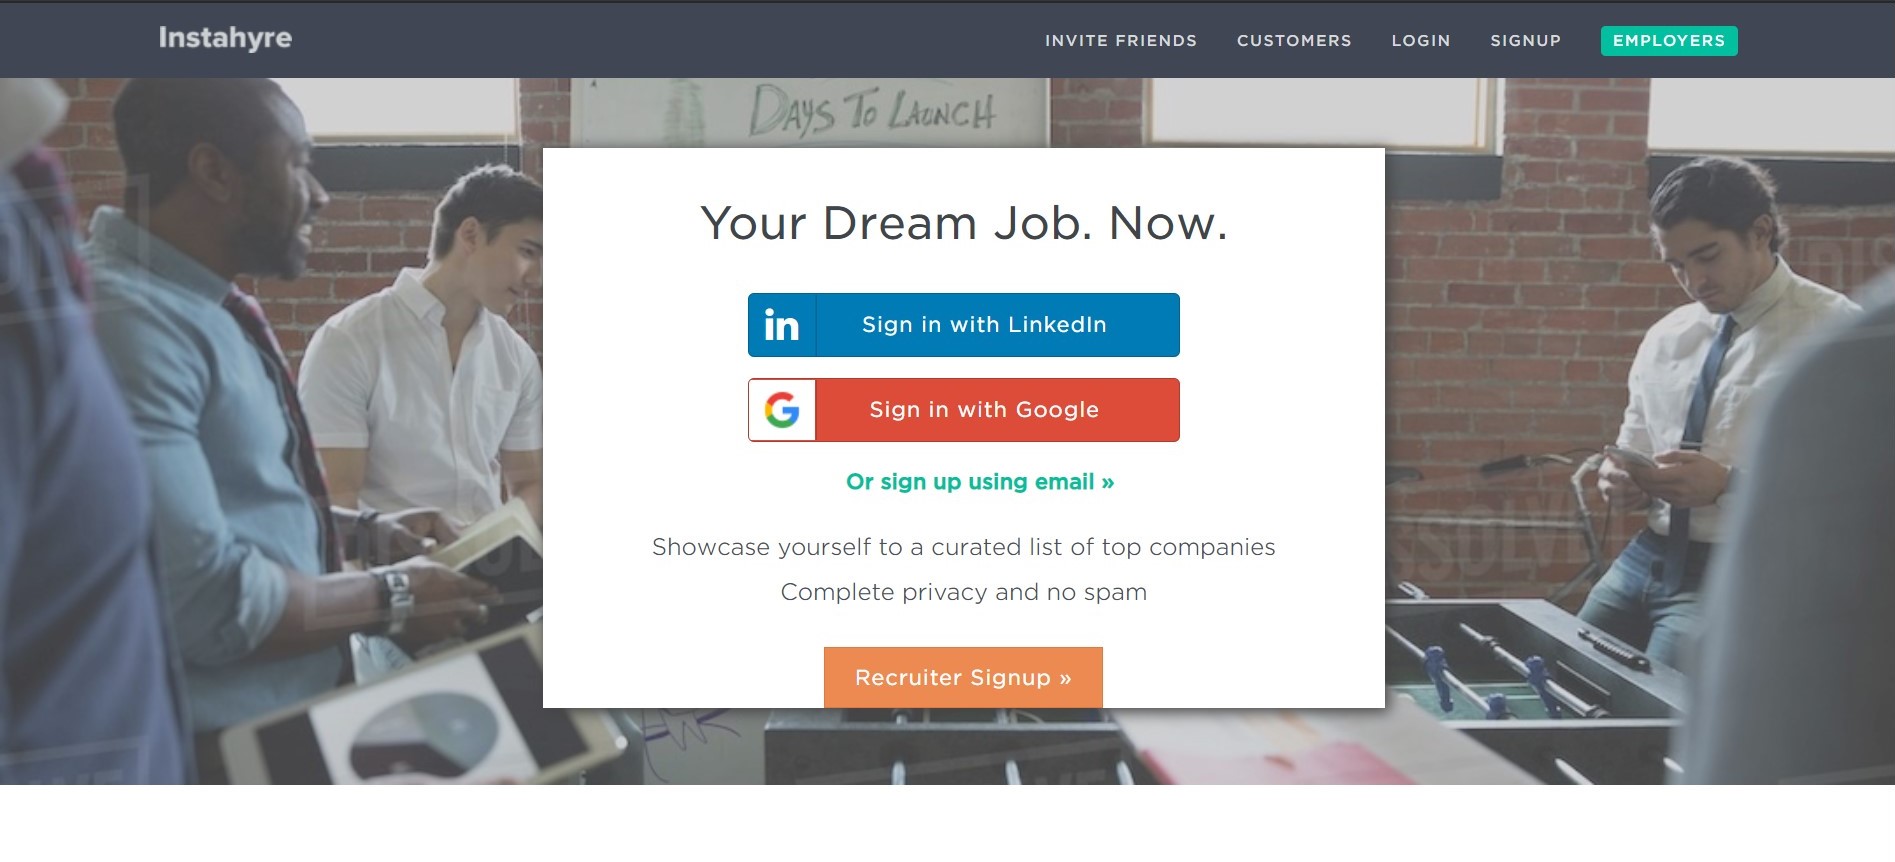 Instahyre
INVITE FRIENDS
CUSTOMERS
LOGIN
SIGNUP
EMPLOYERS
DAYS TO LAUNCH
Your Dream Job. Now.
in
Sign in with LinkedIn
G
Sign in with Google
Or sign up using email »
Showcase yourself to a curated list of top companies
Complete privacy and no spam
Recruiter Signup »